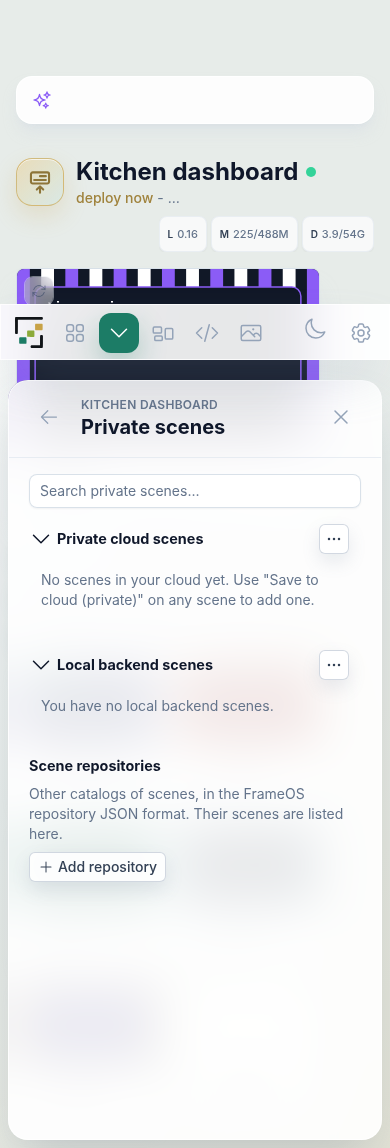 Kitchen dashboard
deploy now - ...
L 0.16
M 225/488M
D 3.9/54G
KITCHEN DASHBOARD
Private scenes
Search private scenes...
Private cloud scenes
No scenes in your cloud yet. Use "Save to
cloud (private)" on any scene to add one.
Local backend scenes
You have no local backend scenes.
Scene repositories
Other catalogs of scenes, in the FrameOS
repository JSON format. Their scenes are listed
here.
Add repository